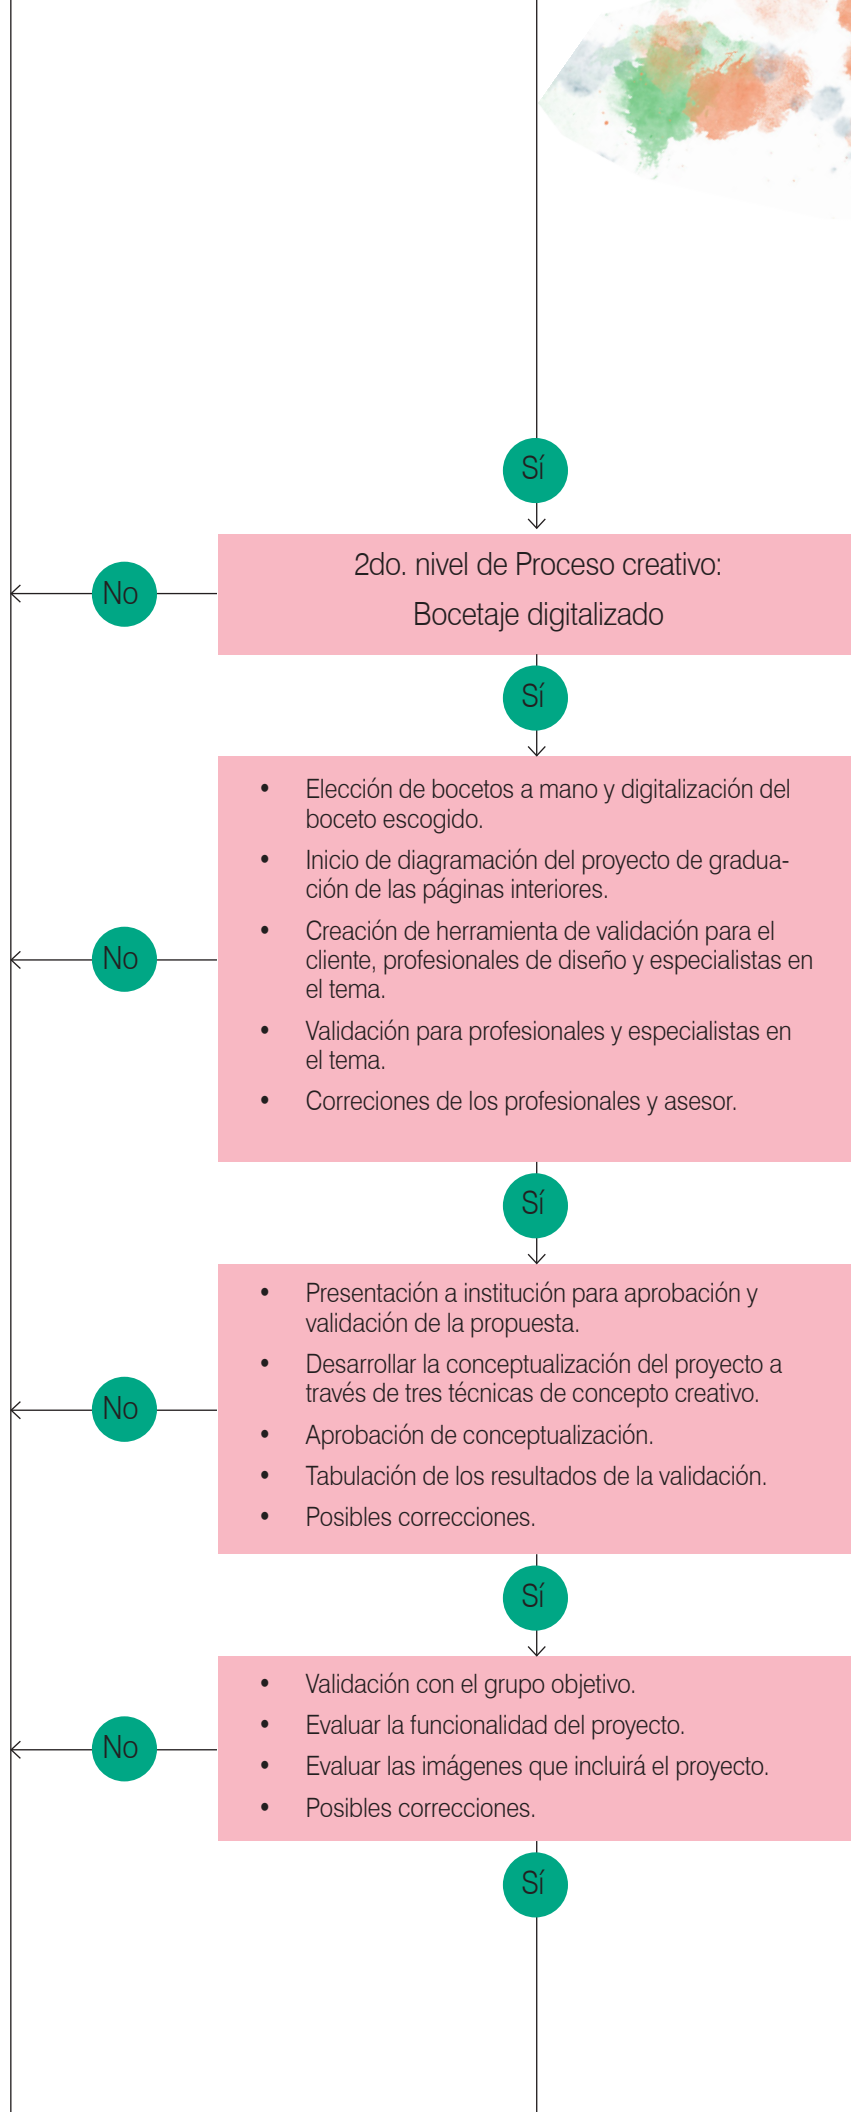 Sí
2do. nivel de Proceso creativo:
Bocetaje digitalizado
No
Sí
• Elección de bocetos a mano y digitalización del
boceto escogido.
• Inicio de diagramación del proyecto de gradua-
ción de las páginas interiores.
• Creación de herramienta de validación para el
cliente, profesionales de diseño y especialistas en
el tema.
• Validación para profesionales y especialistas en
el tema.
• Correciones de los profesionales y asesor.
No
Sí
• Presentación a institución para aprobación y
validación de la propuesta.
• Desarrollar la conceptualización del proyecto a
través de tres técnicas de concepto creativo.
• Aprobación de conceptualización.
• Tabulación de los resultados de la validación.
• Posibles correcciones.
No
Sí
• Validación con el grupo objetivo.
• Evaluar la funcionalidad del proyecto.
• Evaluar las imágenes que incluirá el proyecto.
• Posibles correcciones.
No
Sí